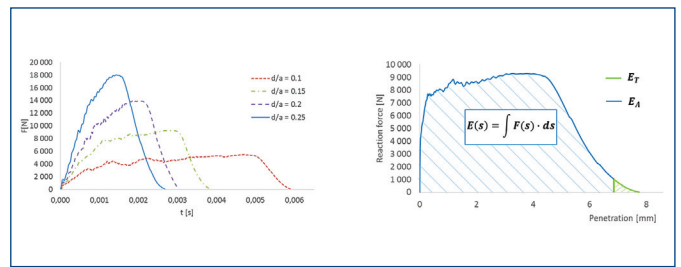 20 000
18 000
16 000
14 000
12 000
10 000
8 000
6 000
4 000
2 000
0
F[N]
0,000 0,001 0,002 0,003 0,004 0,005 0,006
t [s]
d/a = 0.1
d/a = 0.15
d/a = 0.2
d/a = 0.25
10 000
9 000
8 000
7 000
6 000
5 000
4 000
3 000
2 000
1 000
0
Reaction force [N]
0 2 4 6 8
Penetration [mm]
E(s) = ∫ F(s) · ds
E_T
E_A